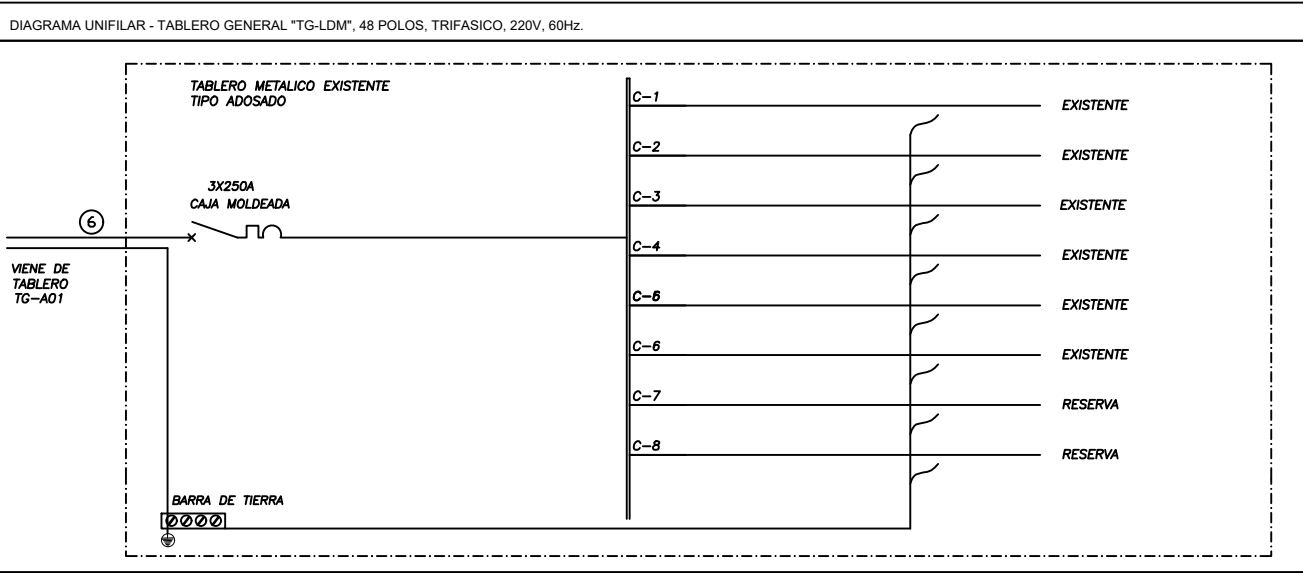 DIAGRAMA UNIFILAR - TABLERO GENERAL "TG-LDM", 48 POLOS, TRIFASICO, 220V, 60Hz.
TABLERO METALICO EXISTENTE
TIPO ADOSADO
3X250A
CAJA MOLDEADA
6
VIENE DE
TABLERO
TG-A01
C-1
EXISTENTE
C-2
EXISTENTE
C-3
EXISTENTE
C-4
EXISTENTE
C-6
EXISTENTE
C-6
EXISTENTE
C-7
RESERVA
C-8
RESERVA
BARRA DE TIERRA